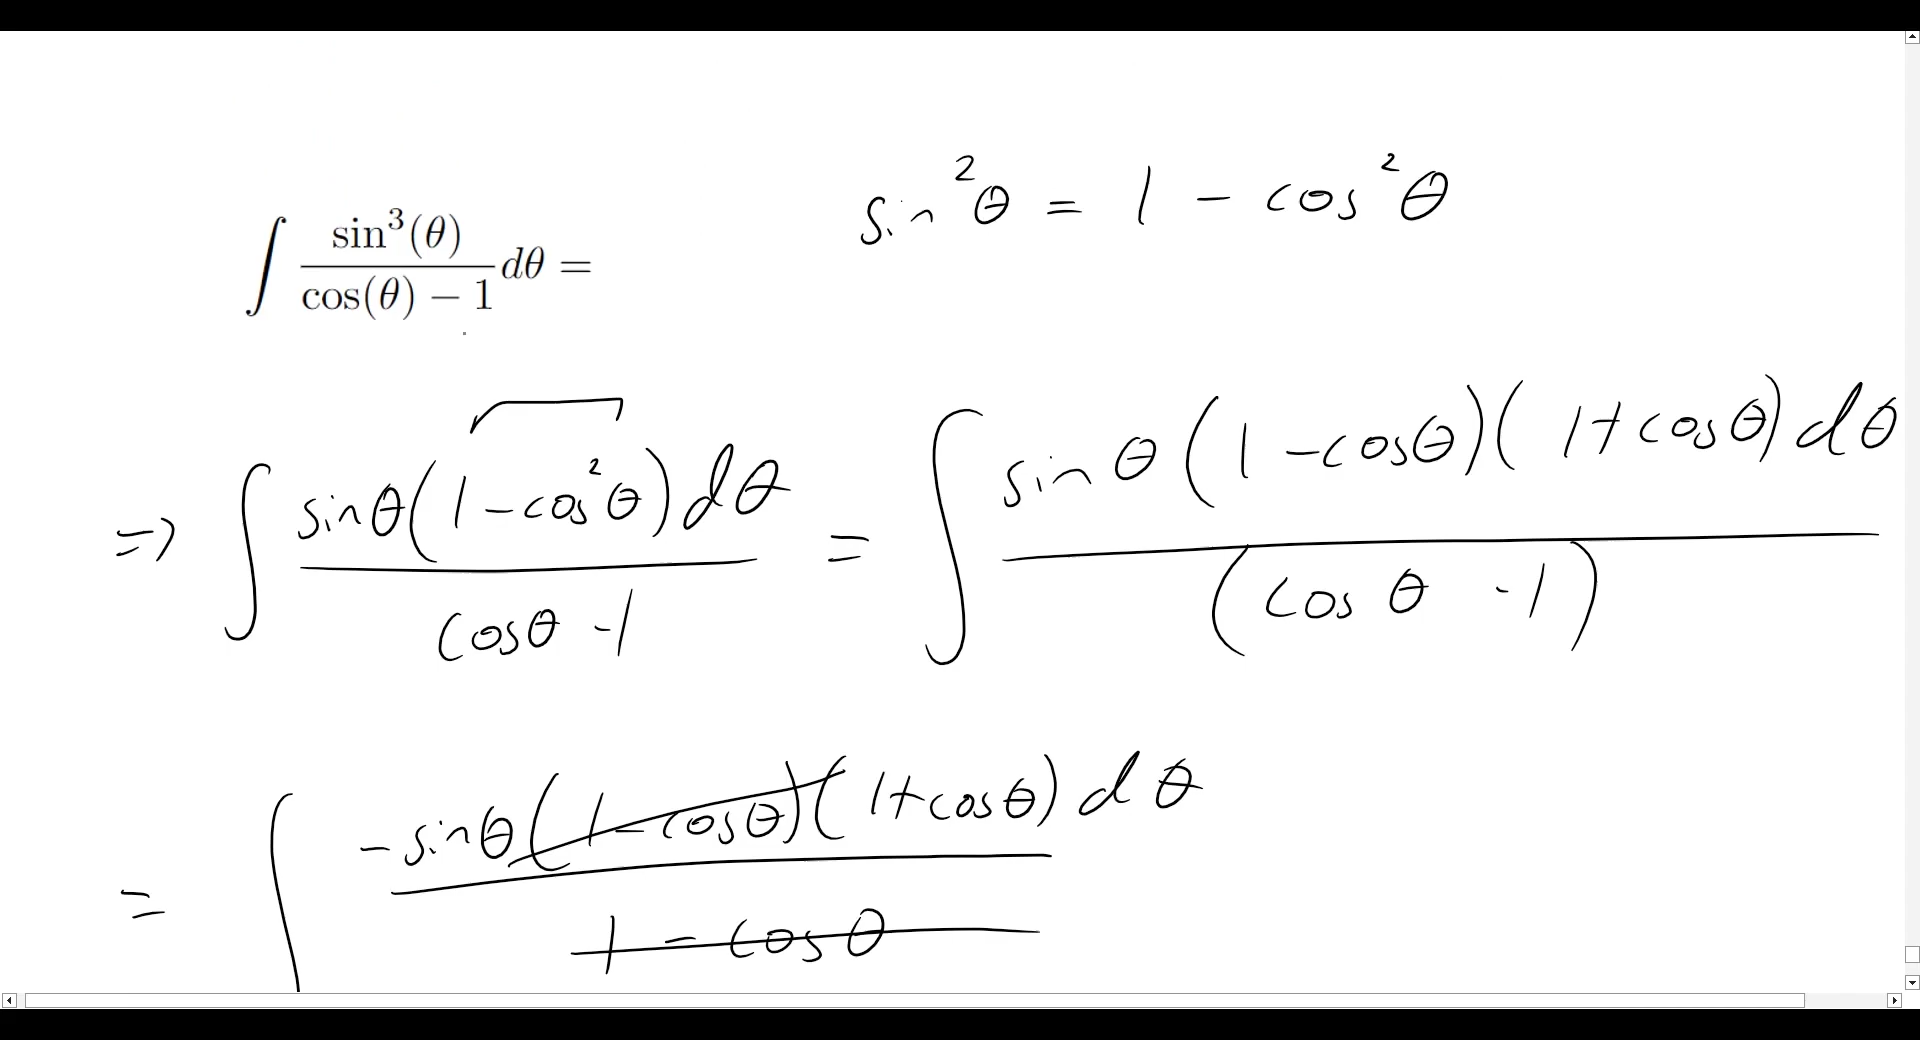 sin²θ = 1 - cos²θ
∫ sin³(θ) / cos(θ) − 1 dθ =
=> ∫ sinθ(1 - cos²θ)dθ / cosθ - 1 = ∫ sinθ(1 - cosθ)(1 + cosθ)dθ / (cosθ - 1)
= ∫ -sinθ(1 - cosθ)(1 + cosθ)dθ / 1 - cosθ